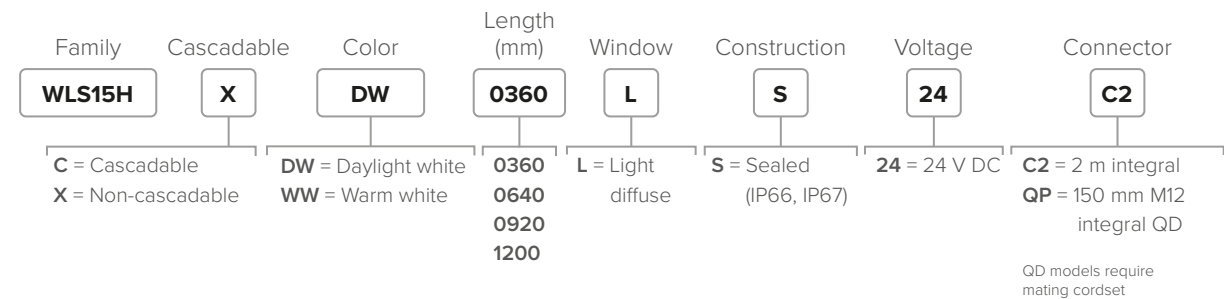 Family
Cascadable
Color
Length
(mm)
Window
Construction
Voltage
Connector
WLS15H
X
DW
0360
L
S
24
C2
C = Cascadable
X = Non-cascadable
DW = Daylight white
WW = Warm white
0360
0640
0920
1200
L = Light
diffuse
S = Sealed
(IP66, IP67)
24 = 24 V DC
C2 = 2 m integral
QP = 150 mm M12
integral QD
QD models require
mating cordset